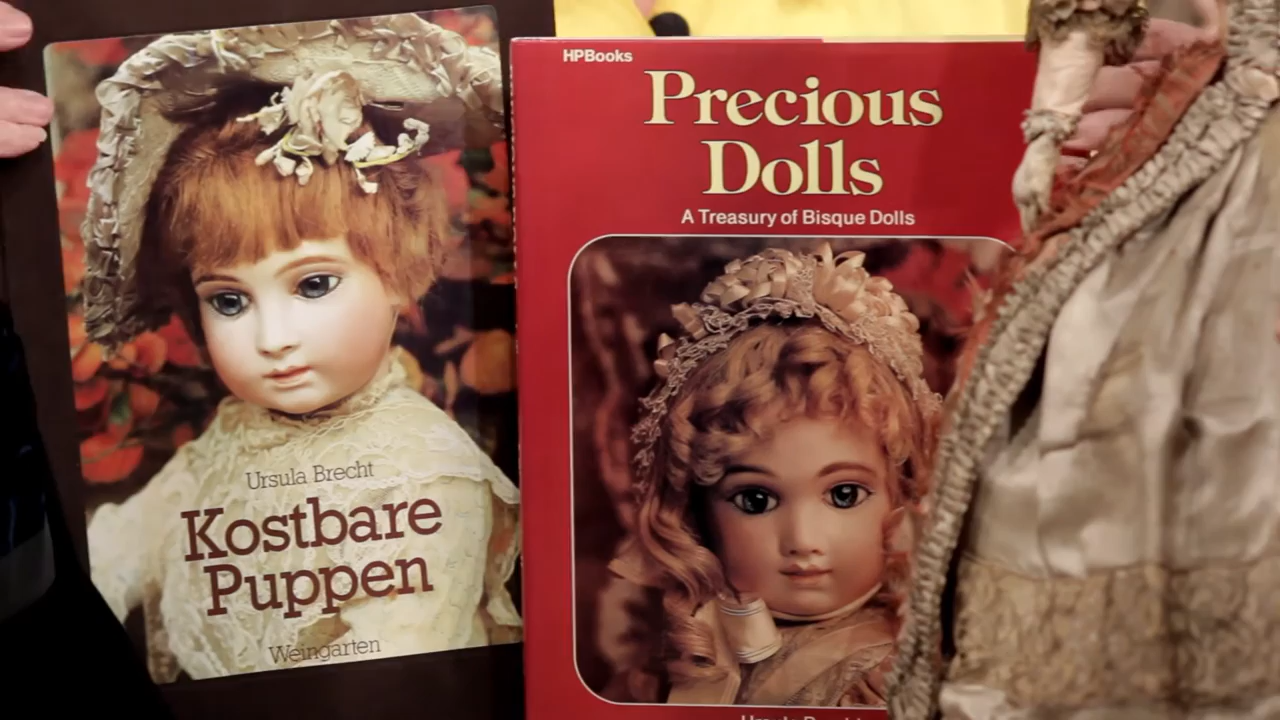 Ursula Brecht
Kostbare
Puppen
Weingarten
HPBooks
Precious
Dolls
A Treasury of Bisque Dolls